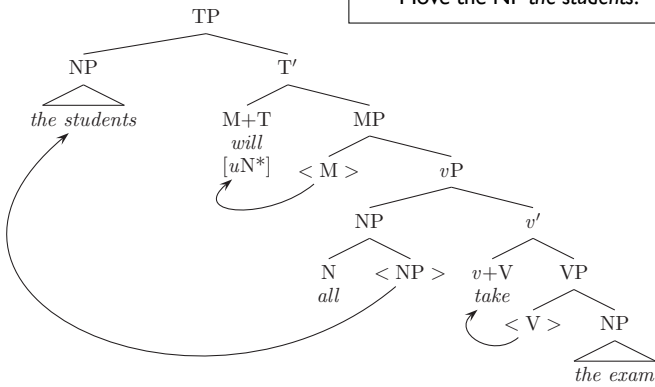 Move the NP the students.
TP
NP T′
the students M+T MP
will
[uN*] < M > vP
NP v′
N < NP > v+V VP
all take
< V > NP
the exam